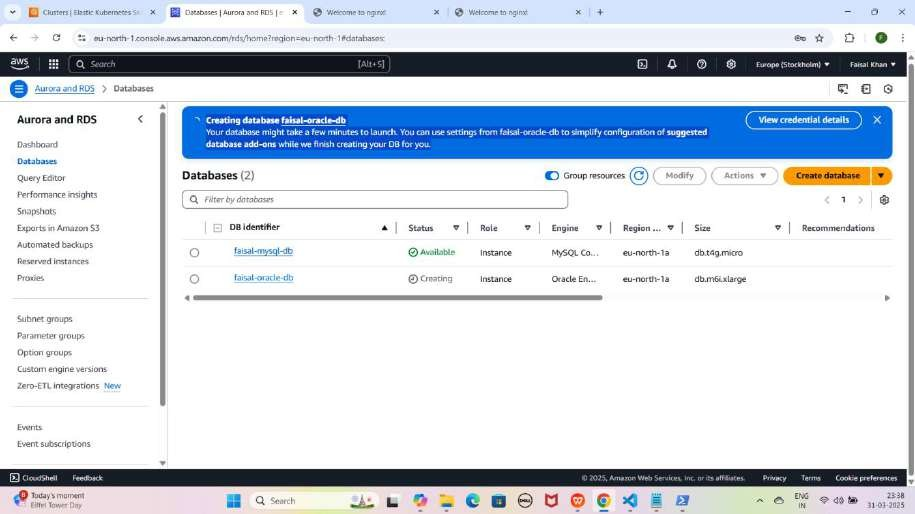 Clusters | Elastic Kubernetes Se
Databases | Aurora and RDS | e
Welcome to nginx!
Welcome to nginx!
eu-north-1.console.aws.amazon.com/rds/home?region=eu-north-1#databases:
F
aws
Search
[Alt+S]
Europe (Stockholm)
Faisal Khan
Aurora and RDS
Databases
Aurora and RDS
Dashboard
Databases
Query Editor
Performance insights
Snapshots
Exports in Amazon S3
Automated backups
Reserved instances
Proxies
Subnet groups
Parameter groups
Option groups
Custom engine versions
Zero-ETL integrations New
Events
Event subscriptions
Creating database faisal-oracle-db
Your database might take a few minutes to launch. You can use settings from faisal-oracle-db to simplify configuration of suggested
database add-ons while we finish creating your DB for you.
View credential details
Databases (2)
Group resources
Modify
Actions
Create database
Filter by databases
1
DB identifier Status Role Engine Region ... Size Recommendations
faisal-mysql-db Available Instance MySQL Co... eu-north-1a db.t4g.micro
faisal-oracle-db Creating Instance Oracle En... eu-north-1a db.m6i.xlarge
CloudShell Feedback © 2025, Amazon Web Services, Inc. or its affiliates. Privacy Terms Cookie preferences
Today's moment
Eiffel Tower Day
Search
DELL
ENG
IN
23:38
31-03-2025